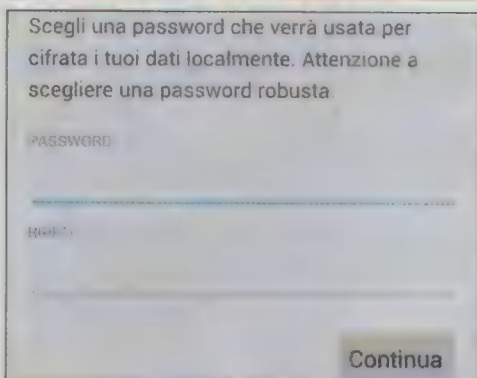 Scegli una password che verrà usata per
cifrata i tuoi dati localmente. Attenzione a
scegliere una password robusta.
PASSWORD
Continua